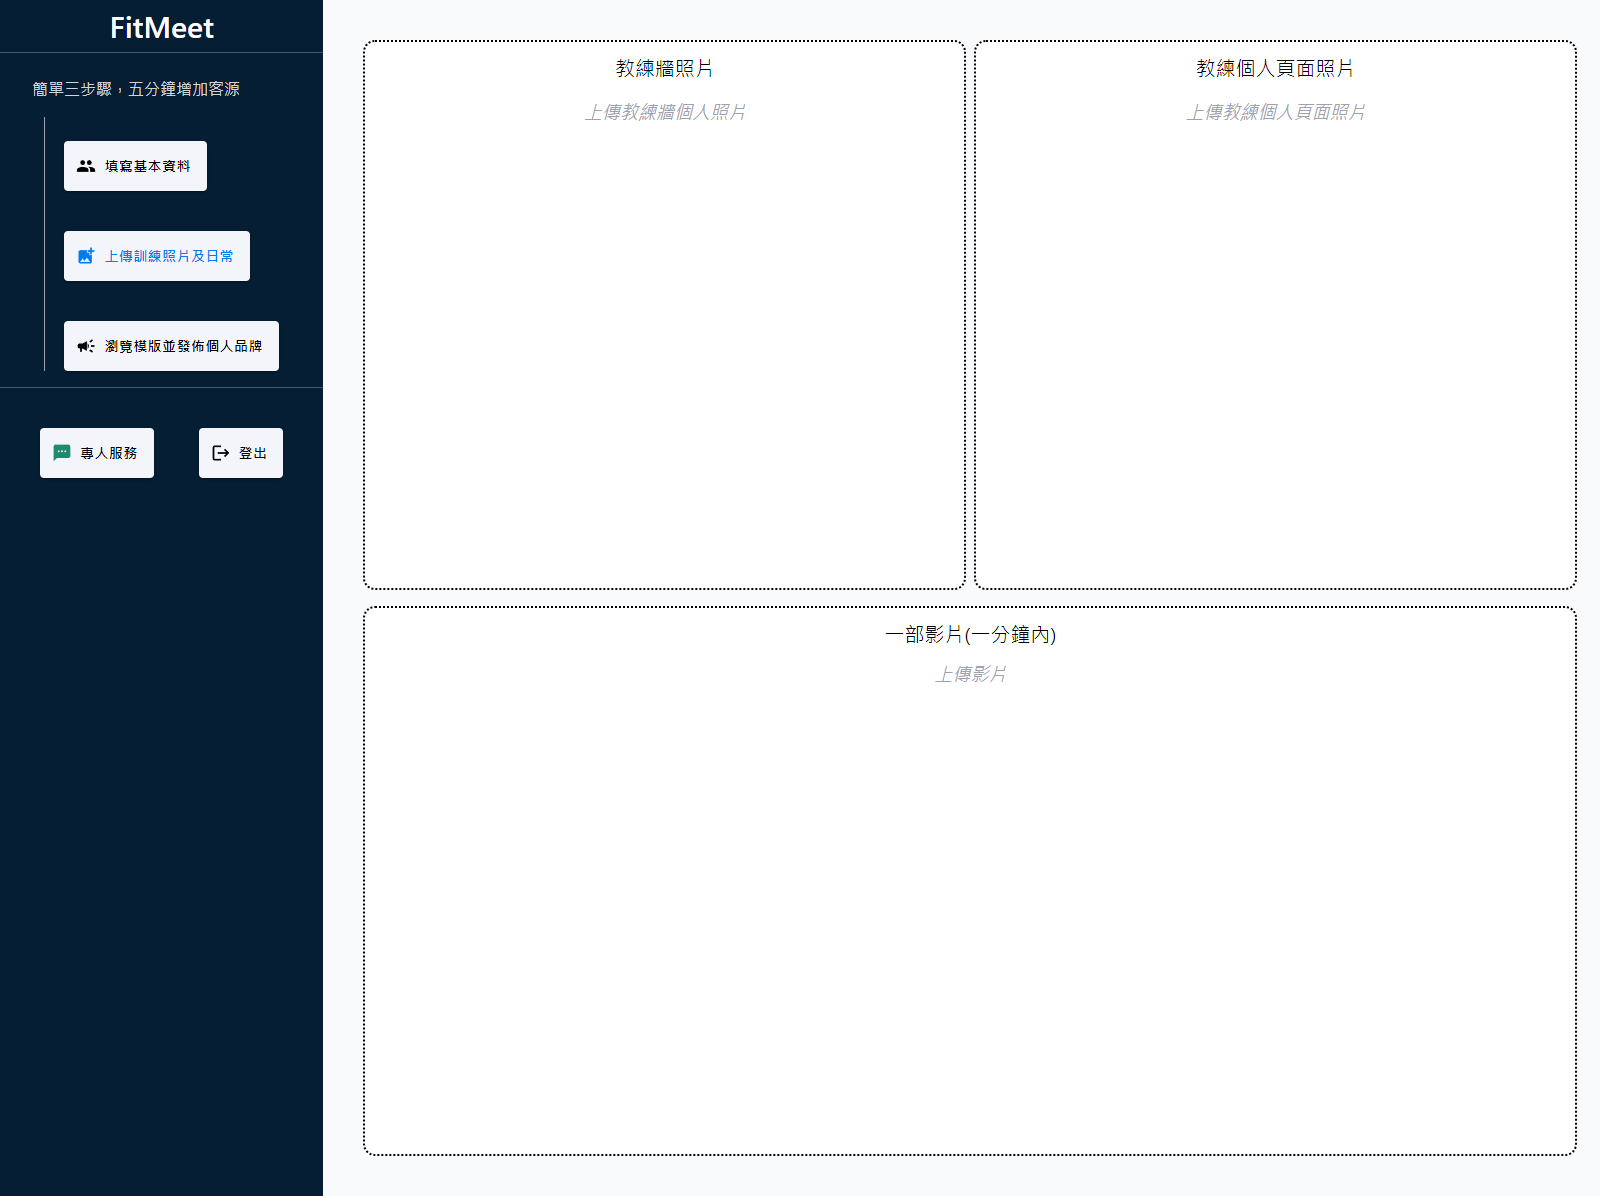 FitMeet
簡單三步驟，五分鐘增加客源
填寫基本資料
上傳訓練照片及日常
瀏覽模版並發佈個人品牌
專人服務
登出
教練牆照片
上傳教練牆個人照片
教練個人頁面照片
上傳教練個人頁面照片
一部影片(一分鐘內)
上傳影片